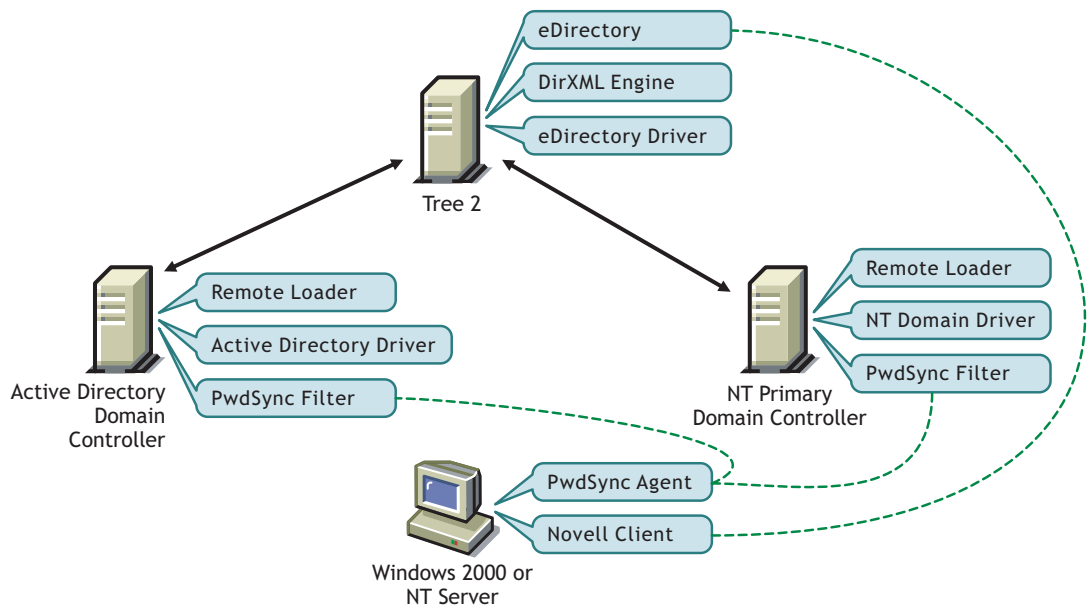 eDirectory
DirXML Engine
eDirectory Driver
Tree 2
Remote Loader
Active Directory Driver
PwdSync Filter
Active Directory
Domain
Controller
Remote Loader
NT Domain Driver
PwdSync Filter
NT Primary
Domain Controller
PwdSync Agent
Novell Client
Windows 2000 or
NT Server